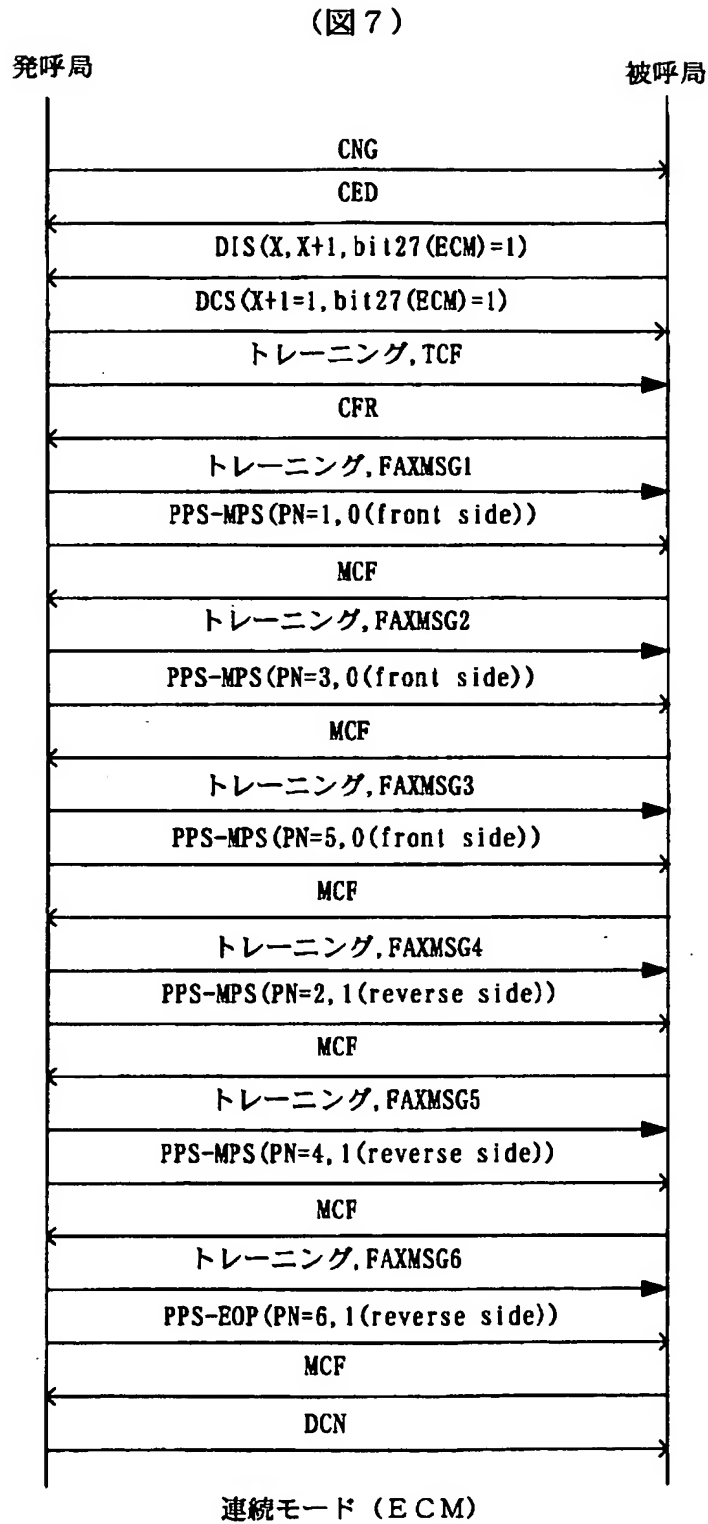 （図７）
発呼局
被呼局
CNG
CED
DIS(X,X+1,bit27(ECM)=1)
DCS(X+1=1,bit27(ECM)=1)
トレーニング,TCF
CFR
トレーニング,FAXMSG1
PPS-MPS(PN=1,0(front side))
MCF
トレーニング,FAXMSG2
PPS-MPS(PN=3,0(front side))
MCF
トレーニング,FAXMSG3
PPS-MPS(PN=5,0(front side))
MCF
トレーニング,FAXMSG4
PPS-MPS(PN=2,1(reverse side))
MCF
トレーニング,FAXMSG5
PPS-MPS(PN=4,1(reverse side))
MCF
トレーニング,FAXMSG6
PPS-EOP(PN=6,1(reverse side))
MCF
DCN
連続モード（ＥＣＭ）